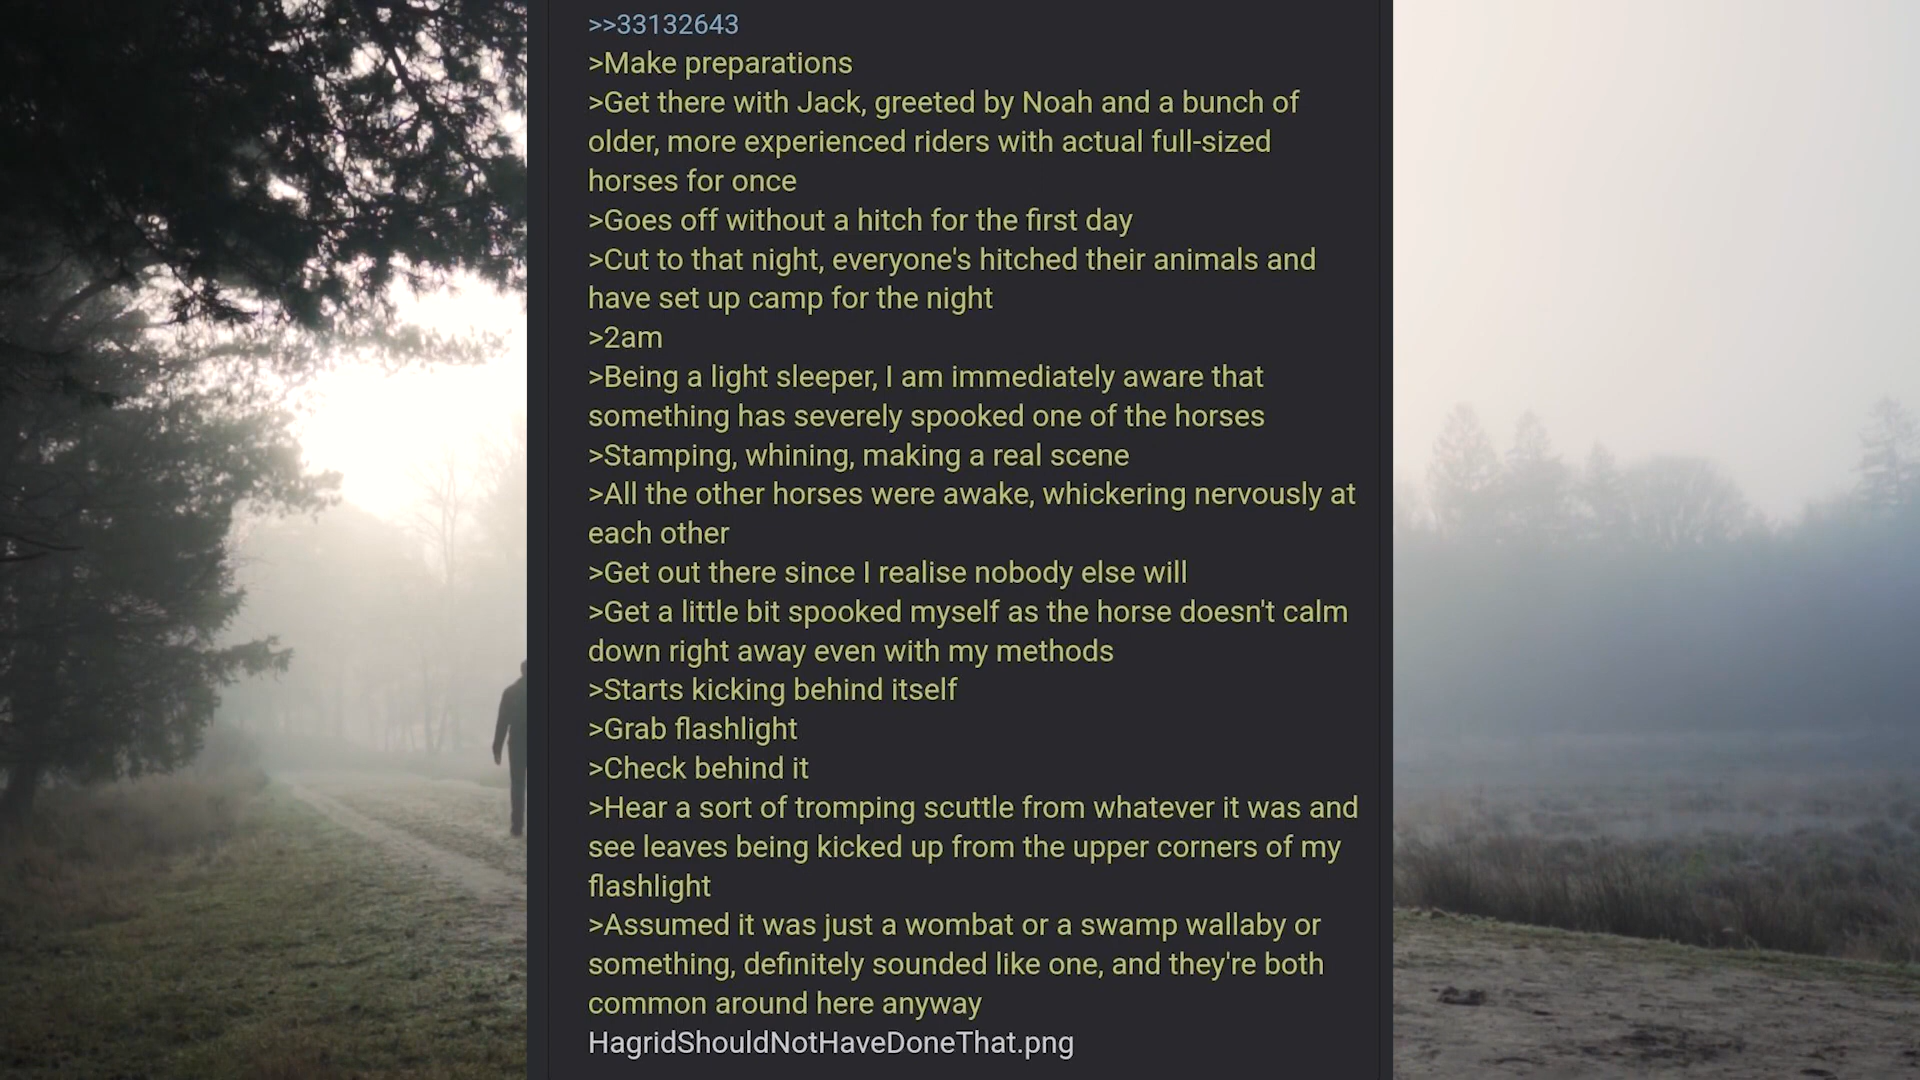 >>33132643
>Make preparations
>Get there with Jack, greeted by Noah and a bunch of
older, more experienced riders with actual full-sized
horses for once
>Goes off without a hitch for the first day
>Cut to that night, everyone's hitched their animals and
have set up camp for the night
>2am
>Being a light sleeper, I am immediately aware that
something has severely spooked one of the horses
>Stamping, whining, making a real scene
>All the other horses were awake, whickering nervously at
each other
>Get out there since I realise nobody else will
>Get a little bit spooked myself as the horse doesn't calm
down right away even with my methods
>Starts kicking behind itself
>Grab flashlight
>Check behind it
>Hear a sort of tromping scuttle from whatever it was and
see leaves being kicked up from the upper corners of my
flashlight
>Assumed it was just a wombat or a swamp wallaby or
something, definitely sounded like one, and they're both
common around here anyway
HagridShouldNotHaveDoneThat.png